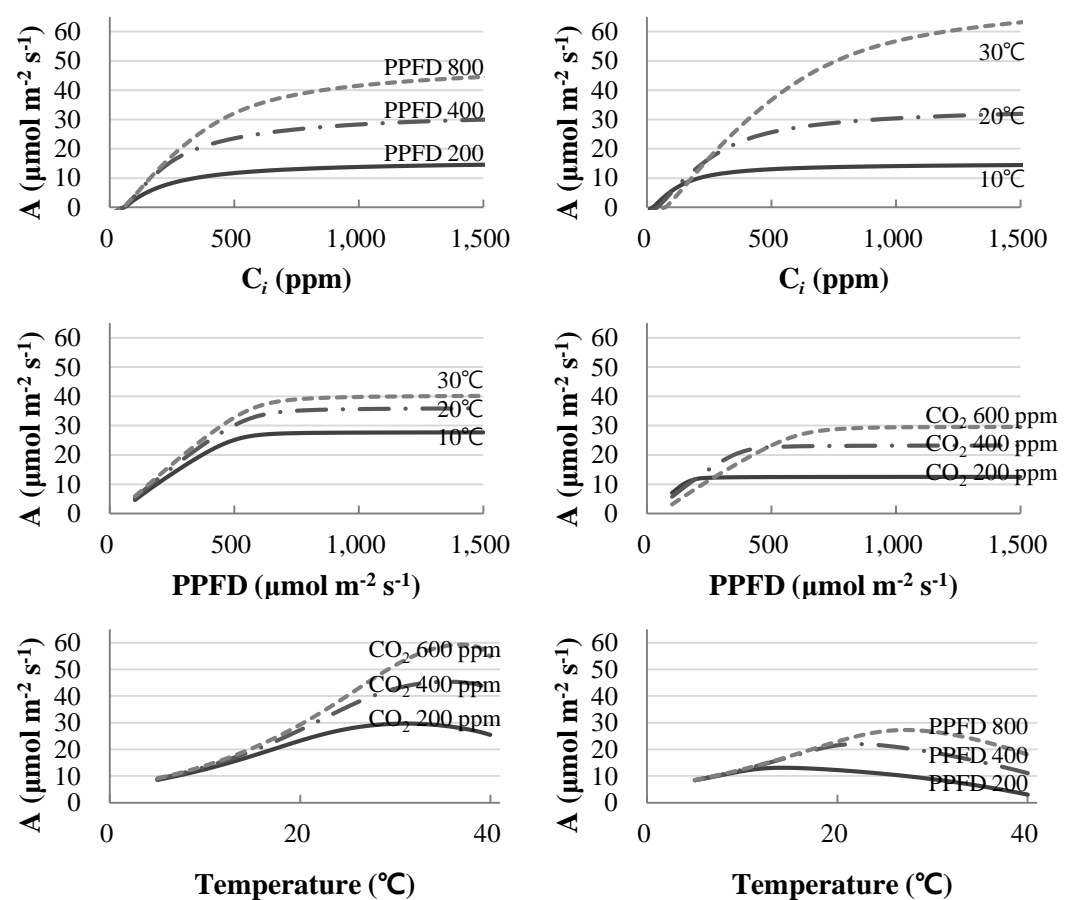 A (μmol m-2 s-1)
60
50
40
30
20
10
0
PPFD 800
PPFD 400
PPFD 200
0 500 1,000 1,500
Ci (ppm)
A (μmol m-2 s-1)
60
50
40
30
20
10
0
30℃
20℃
10℃
0 500 1,000 1,500
Ci (ppm)
A (μmol m-2 s-1)
60
50
40
30
20
10
0
30℃
20℃
10℃
0 500 1,000 1,500
PPFD (μmol m-2 s-1)
A (μmol m-2 s-1)
60
50
40
30
20
10
0
CO2 600 ppm
CO2 400 ppm
CO2 200 ppm
0 500 1,000 1,500
PPFD (μmol m-2 s-1)
A (μmol m-2 s-1)
60
50
40
30
20
10
0
CO2 600 ppm
CO2 400 ppm
CO2 200 ppm
0 20 40
Temperature (℃)
A (μmol m-2 s-1)
60
50
40
30
20
10
0
PPFD 800
PPFD 400
PPFD 200
0 20 40
Temperature (℃)